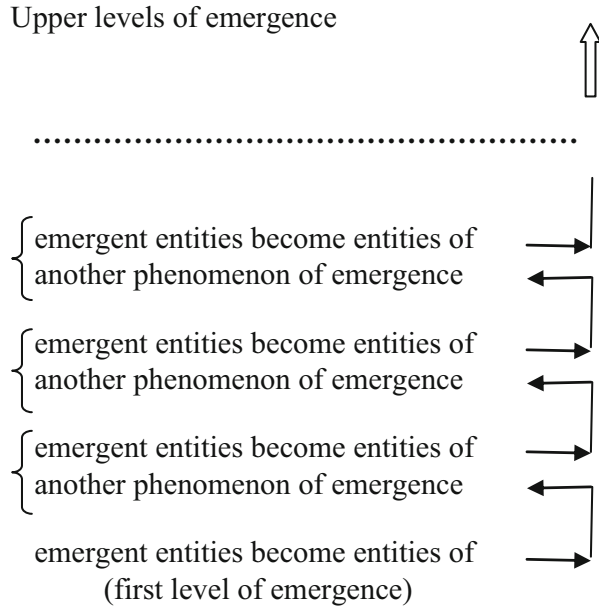 Upper levels of emergence
emergent entities become entities of
another phenomenon of emergence
emergent entities become entities of
another phenomenon of emergence
emergent entities become entities of
another phenomenon of emergence
emergent entities become entities of
(first level of emergence)